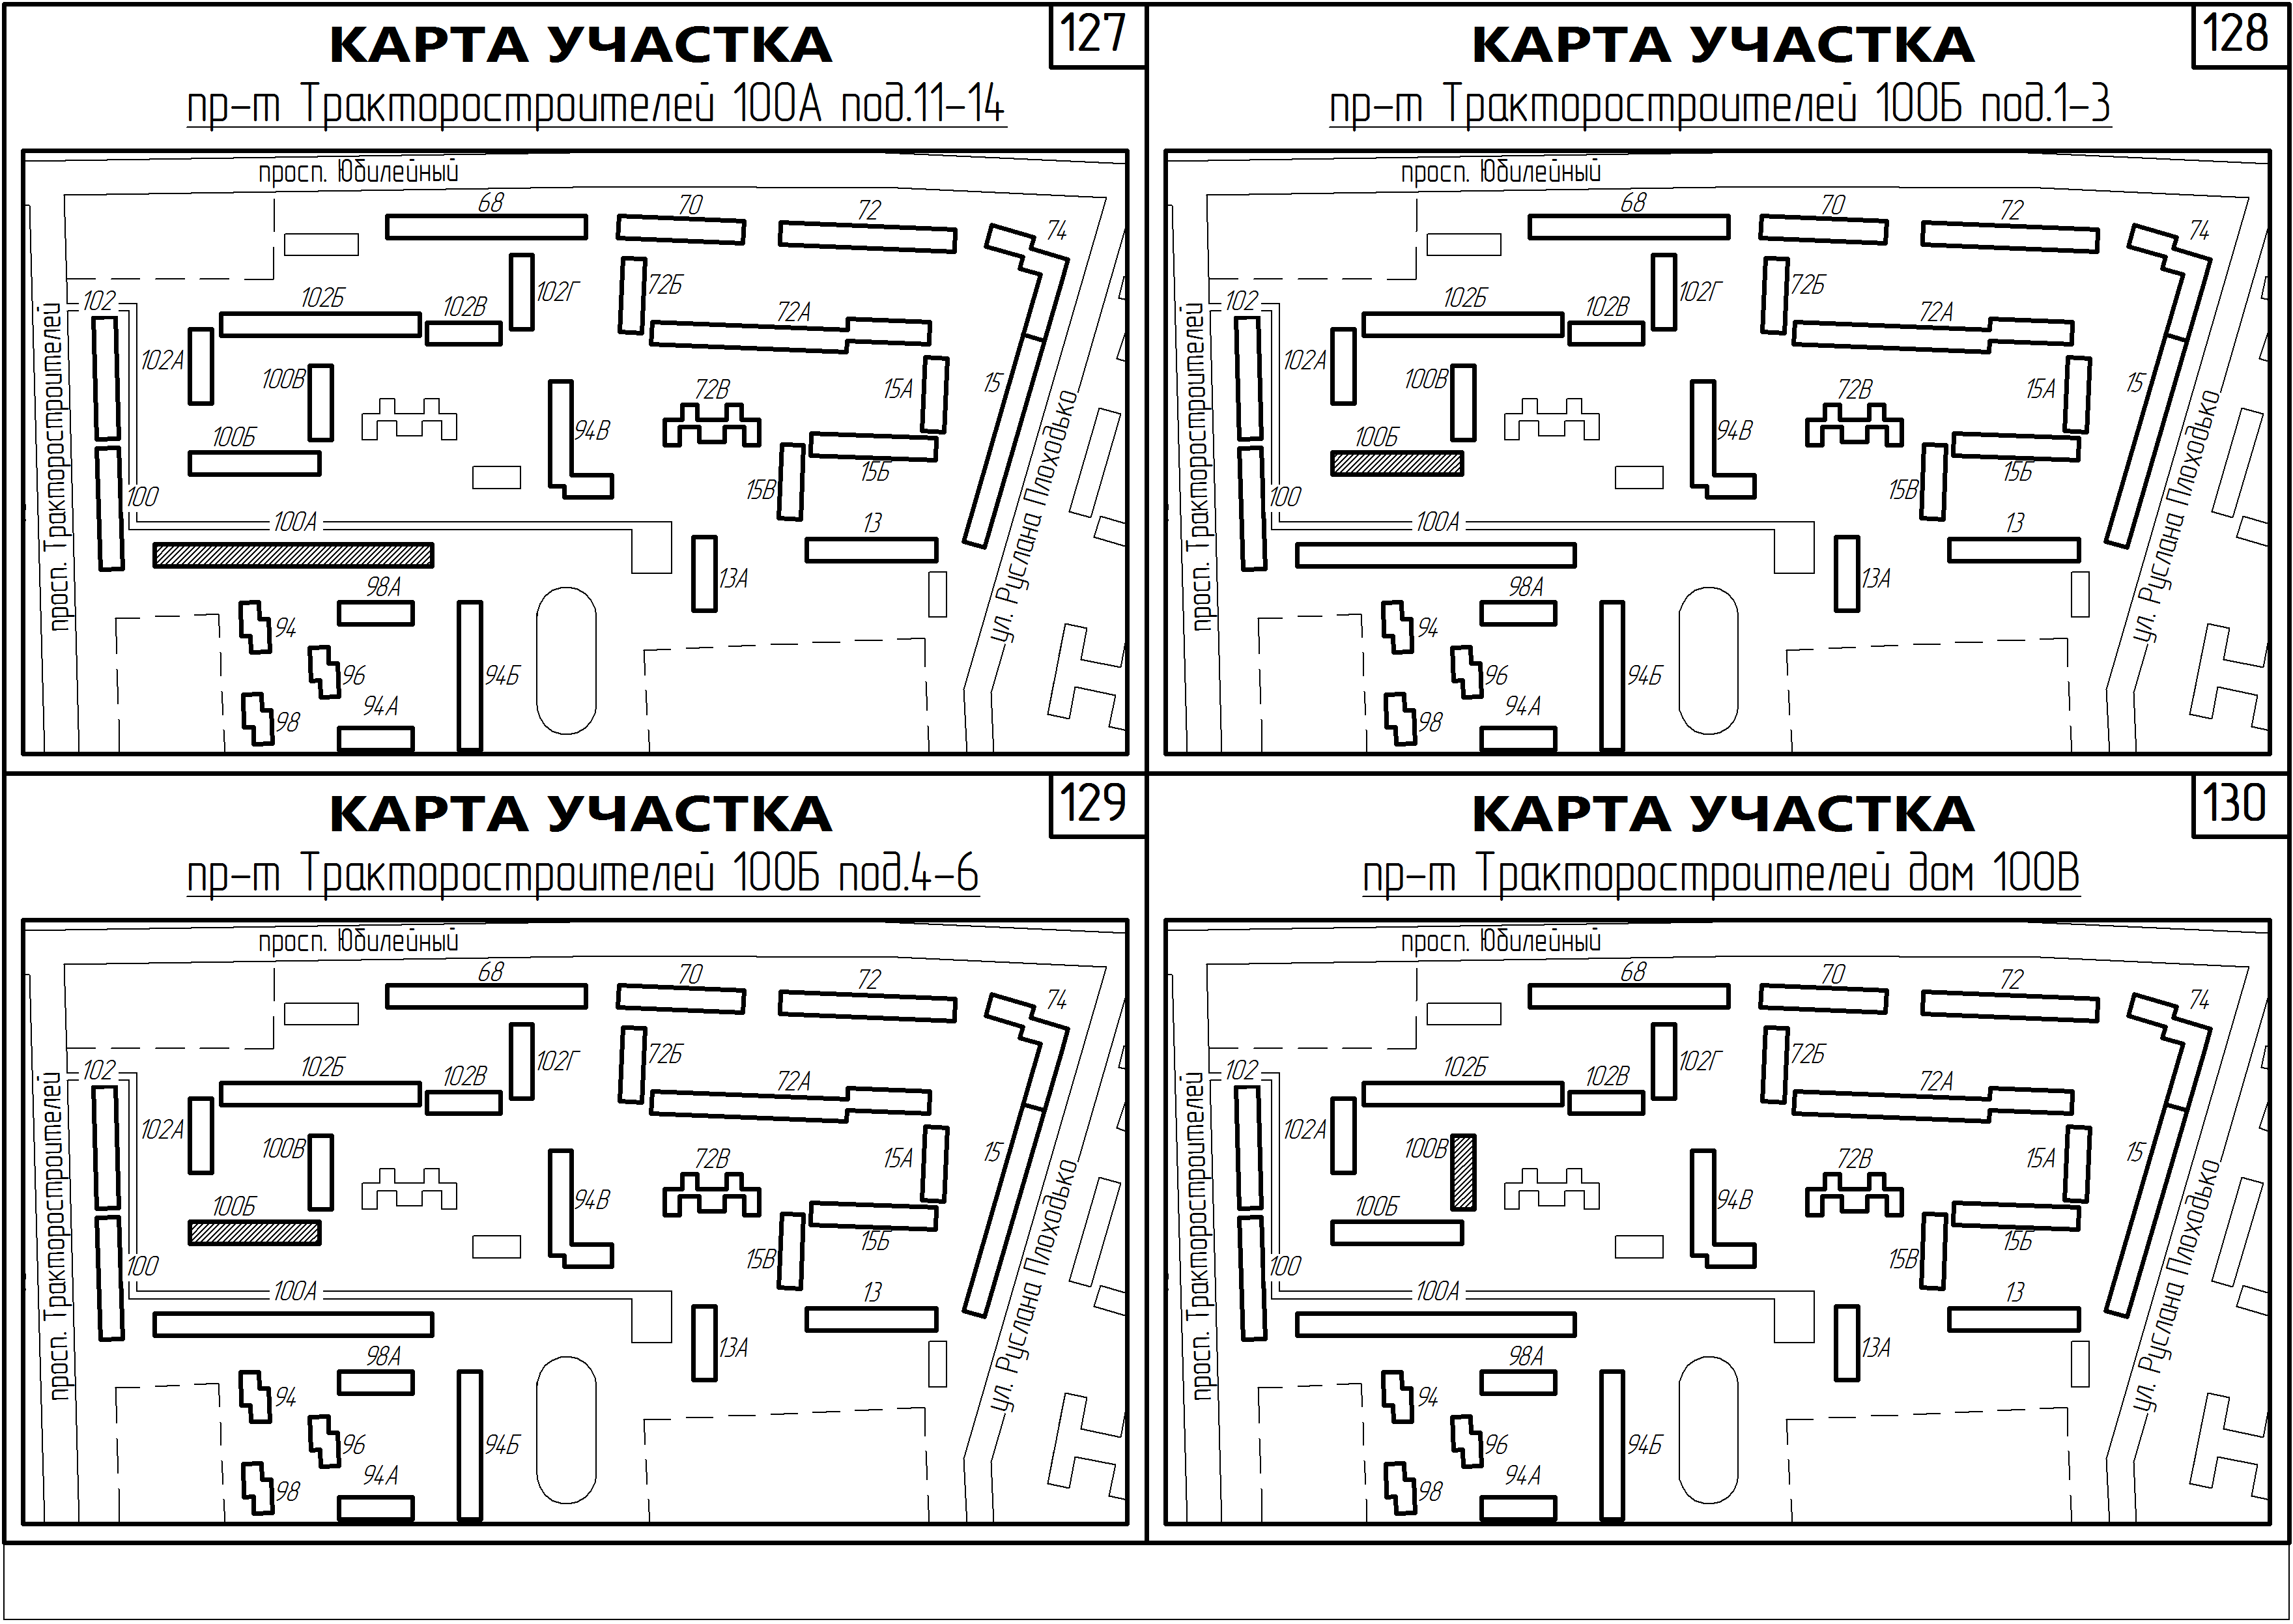 КАРТА УЧАСТКА
127
пр-т Тракторостроителей 100А под.11-14
просп. Юбилейный
68
70
72
74
102
102Б
102В
102Г
72Б
72А
102А
100В
просп. Тракторостроителей
100Б
94В
72В
15А
15
ул. Руслана Плоходько
100
15В
15Б
100А
13
98А
13А
94
96
94Б
98
94А
КАРТА УЧАСТКА
128
пр-т Тракторостроителей 100Б под.1-3
просп. Юбилейный
68
70
72
74
102
102Б
102В
102Г
72Б
72А
102А
100В
просп. Тракторостроителей
100Б
94В
72В
15А
15
ул. Руслана Плоходько
100
15В
15Б
100А
13
98А
13А
94
96
94Б
98
94А
КАРТА УЧАСТКА
129
пр-т Тракторостроителей 100Б под.4-6
просп. Юбилейный
68
70
72
74
102
102Б
102В
102Г
72Б
72А
102А
100В
просп. Тракторостроителей
100Б
94В
72В
15А
15
ул. Руслана Плоходько
100
15В
15Б
100А
13
98А
13А
94
96
94Б
98
94А
КАРТА УЧАСТКА
130
пр-т Тракторостроителей дом 100В
просп. Юбилейный
68
70
72
74
102
102Б
102В
102Г
72Б
72А
102А
100В
просп. Тракторостроителей
100Б
94В
72В
15А
15
ул. Руслана Плоходько
100
15В
15Б
100А
13
98А
13А
94
96
94Б
98
94А